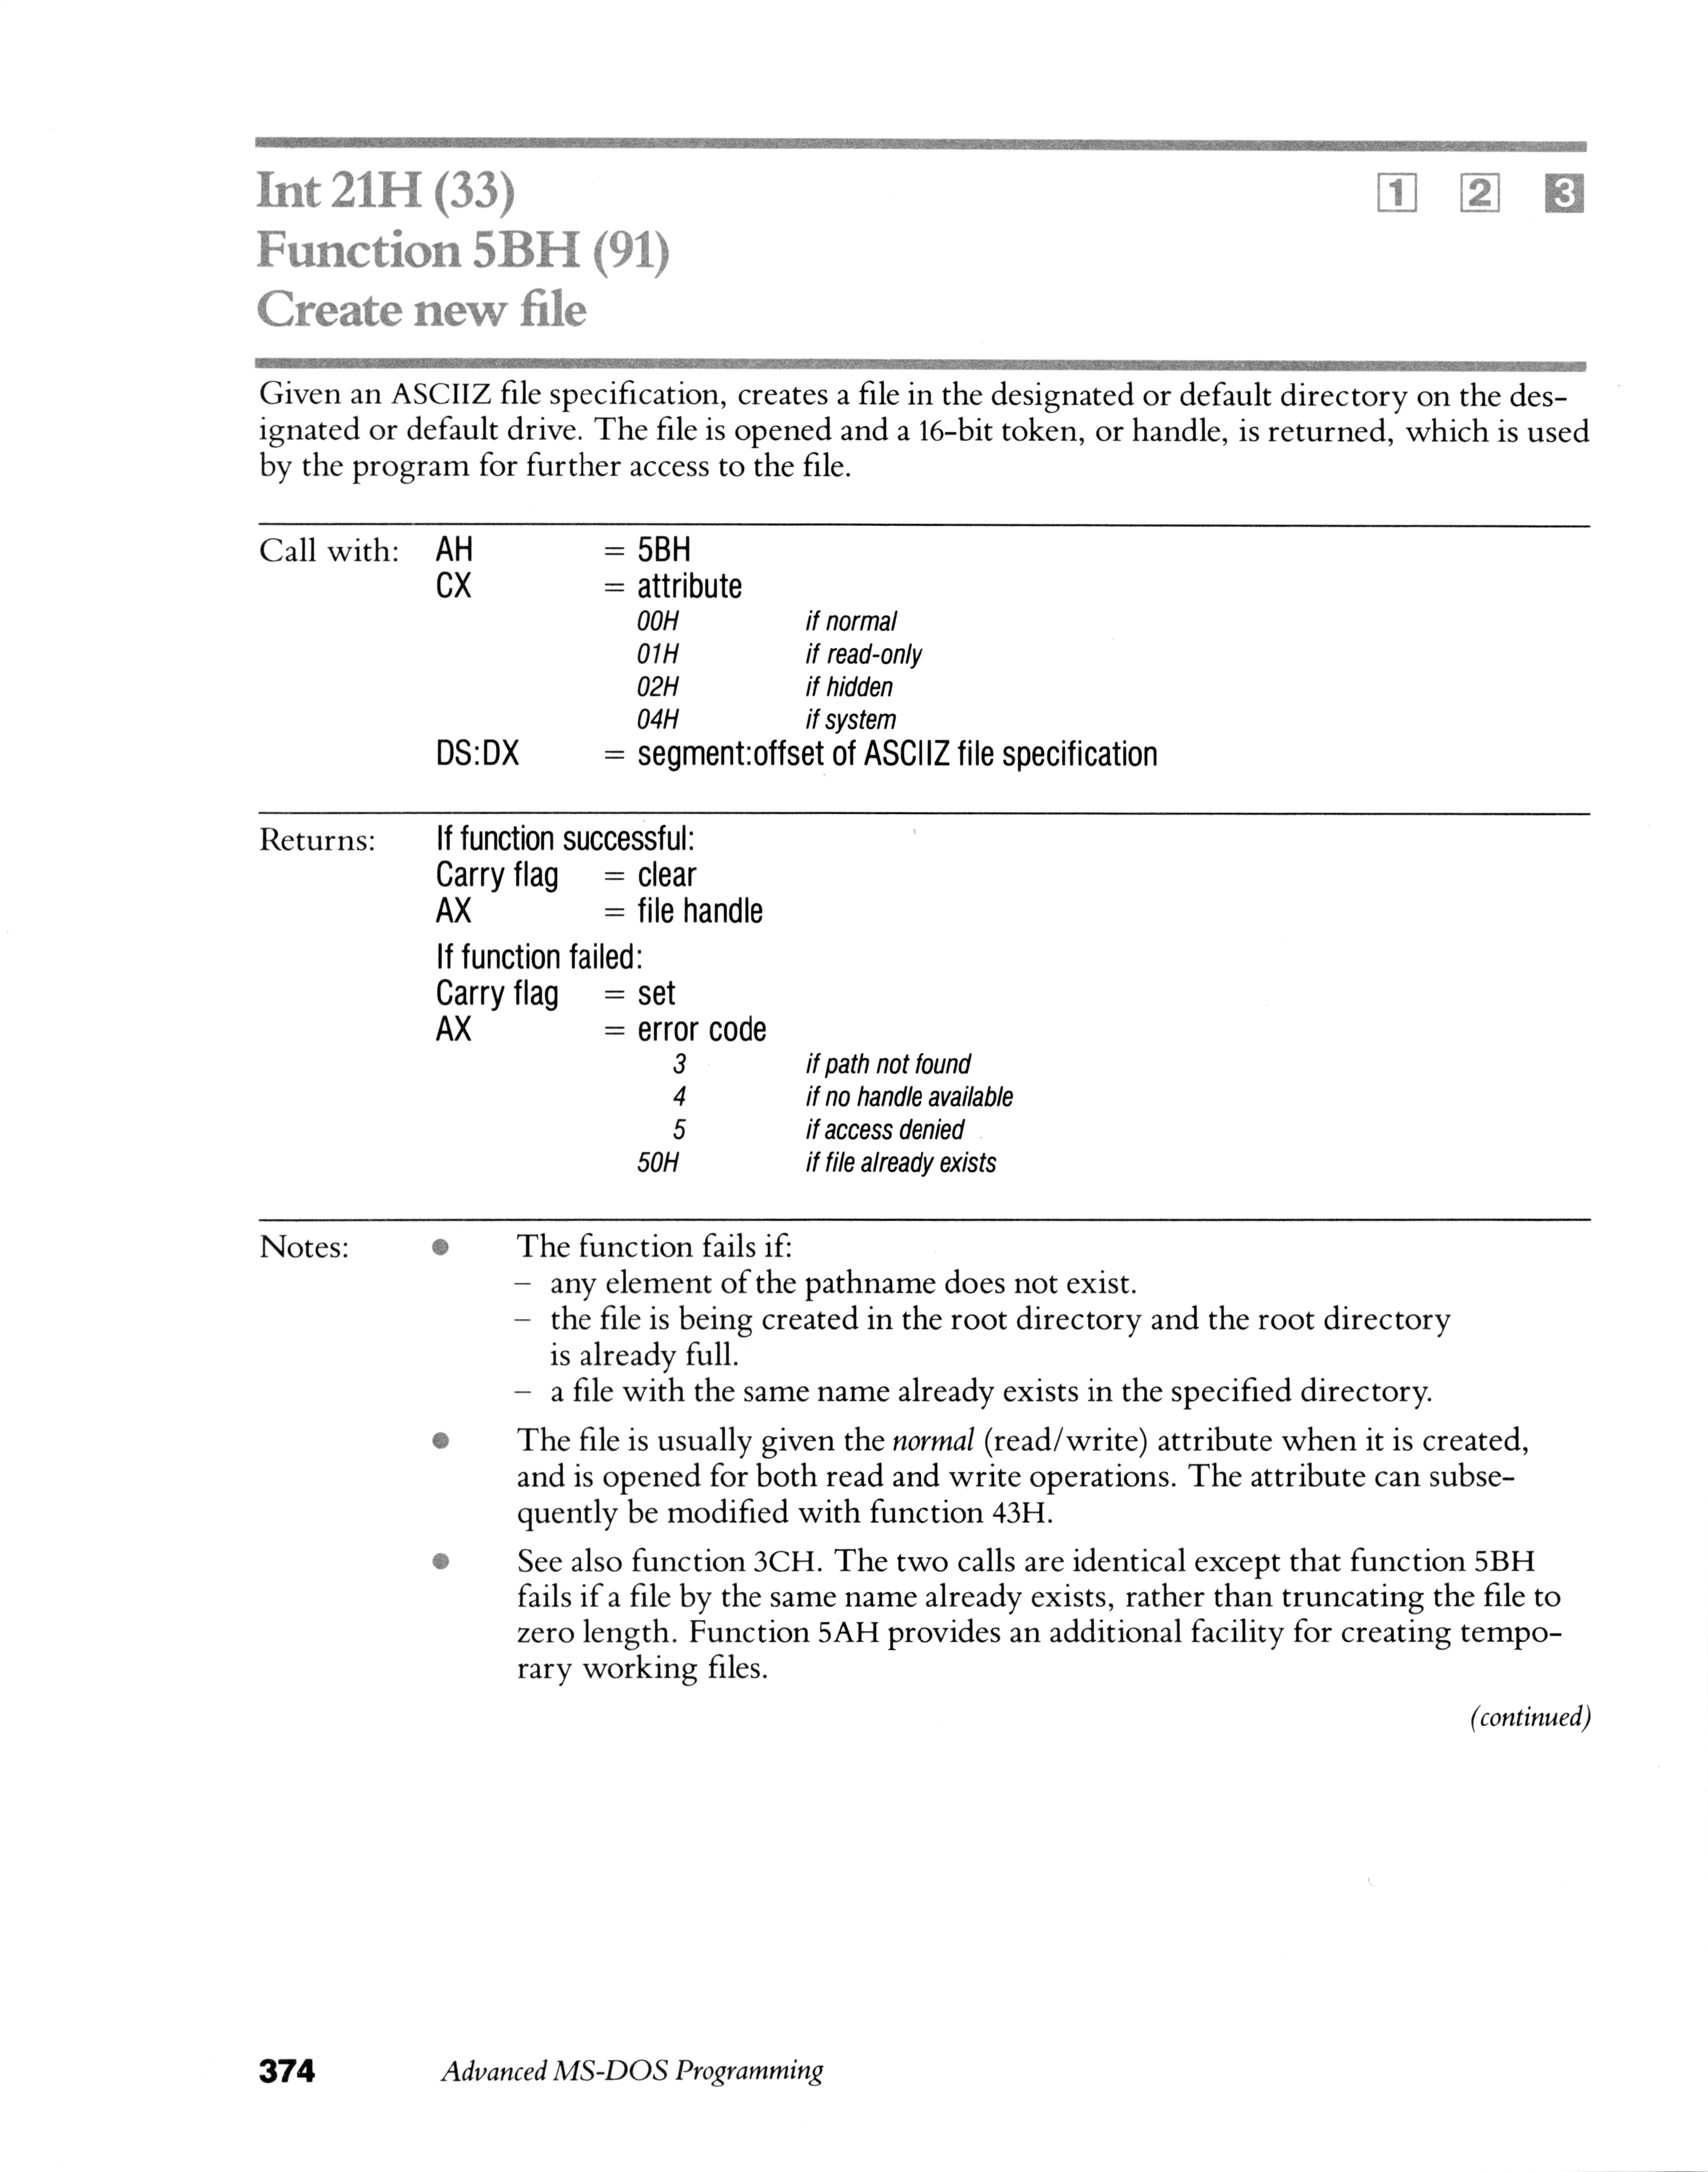 Int 21H (33) 1 2 3
Function 5BH (91)
Create new file
Given an ASCIIZ file specification, creates a file in the designated or default directory on the des-
ignated or default drive. The file is opened and a 16-bit token, or handle, is returned, which is used
by the program for further access to the file.
Call with: AH = 5BH
CX = attribute
00H if normal
01H if read-only
02H if hidden
04H if system
DS:DX = segment:offset of ASCIIZ file specification
Returns: If function successful:
Carry flag = clear
AX = file handle
If function failed:
Carry flag = set
AX = error code
3 if path not found
4 if no handle available
5 if access denied
50H if file already exists
Notes: ● The function fails if:
– any element of the pathname does not exist.
– the file is being created in the root directory and the root directory
is already full.
– a file with the same name already exists in the specified directory.
● The file is usually given the normal (read/write) attribute when it is created,
and is opened for both read and write operations. The attribute can subse-
quently be modified with function 43H.
● See also function 3CH. The two calls are identical except that function 5BH
fails if a file by the same name already exists, rather than truncating the file to
zero length. Function 5AH provides an additional facility for creating tempo-
rary working files.
(continued)
374 Advanced MS-DOS Programming